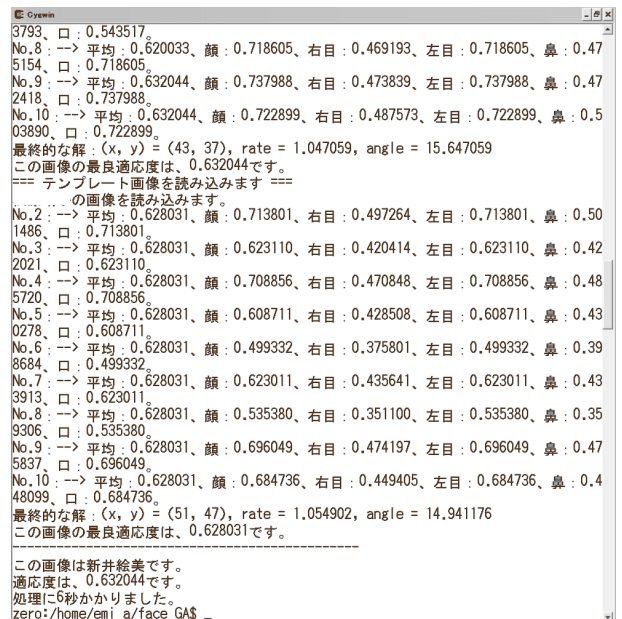 Cygwin
3793、口：0.543517。
No.8：--> 平均：0.620033、顔：0.718605、右目：0.469193、左目：0.718605、鼻：0.47
5154、口：0.718605。
No.9：--> 平均：0.632044、顔：0.737988、右目：0.473839、左目：0.737988、鼻：0.47
2418、口：0.737988。
No.10：--> 平均：0.632044、顔：0.722899、右目：0.487573、左目：0.722899、鼻：0.5
03890、口：0.722899。
最終的な解：(x, y) = (43, 37), rate = 1.047059, angle = 15.647059
この画像の最良適応度は、0.632044です。
=== テンプレート画像を読み込みます ===
の画像を読み込みます。
No.2：--> 平均：0.628031、顔：0.713801、右目：0.497264、左目：0.713801、鼻：0.50
1486、口：0.713801。
No.3：--> 平均：0.628031、顔：0.623110、右目：0.420414、左目：0.623110、鼻：0.42
2021、口：0.623110。
No.4：--> 平均：0.628031、顔：0.708856、右目：0.470848、左目：0.708856、鼻：0.48
5720、口：0.708856。
No.5：--> 平均：0.628031、顔：0.608711、右目：0.428508、左目：0.608711、鼻：0.43
0278、口：0.608711。
No.6：--> 平均：0.628031、顔：0.499332、右目：0.375801、左目：0.499332、鼻：0.39
8684、口：0.499332。
No.7：--> 平均：0.628031、顔：0.623011、右目：0.435641、左目：0.623011、鼻：0.43
3913、口：0.623011。
No.8：--> 平均：0.628031、顔：0.535380、右目：0.351100、左目：0.535380、鼻：0.35
9306、口：0.535380。
No.9：--> 平均：0.628031、顔：0.696049、右目：0.474197、左目：0.696049、鼻：0.47
5837、口：0.696049。
No.10：--> 平均：0.628031、顔：0.684736、右目：0.449405、左目：0.684736、鼻：0.4
48099、口：0.684736。
最終的な解：(x, y) = (51, 47), rate = 1.054902, angle = 14.941176
この画像の最良適応度は、0.628031です。
-----------------------------------------------
この画像は新井絵美です。
適応度は、0.632044です。
処理に6秒かかりました。
zero:/home/emi_a/face_GA$ _